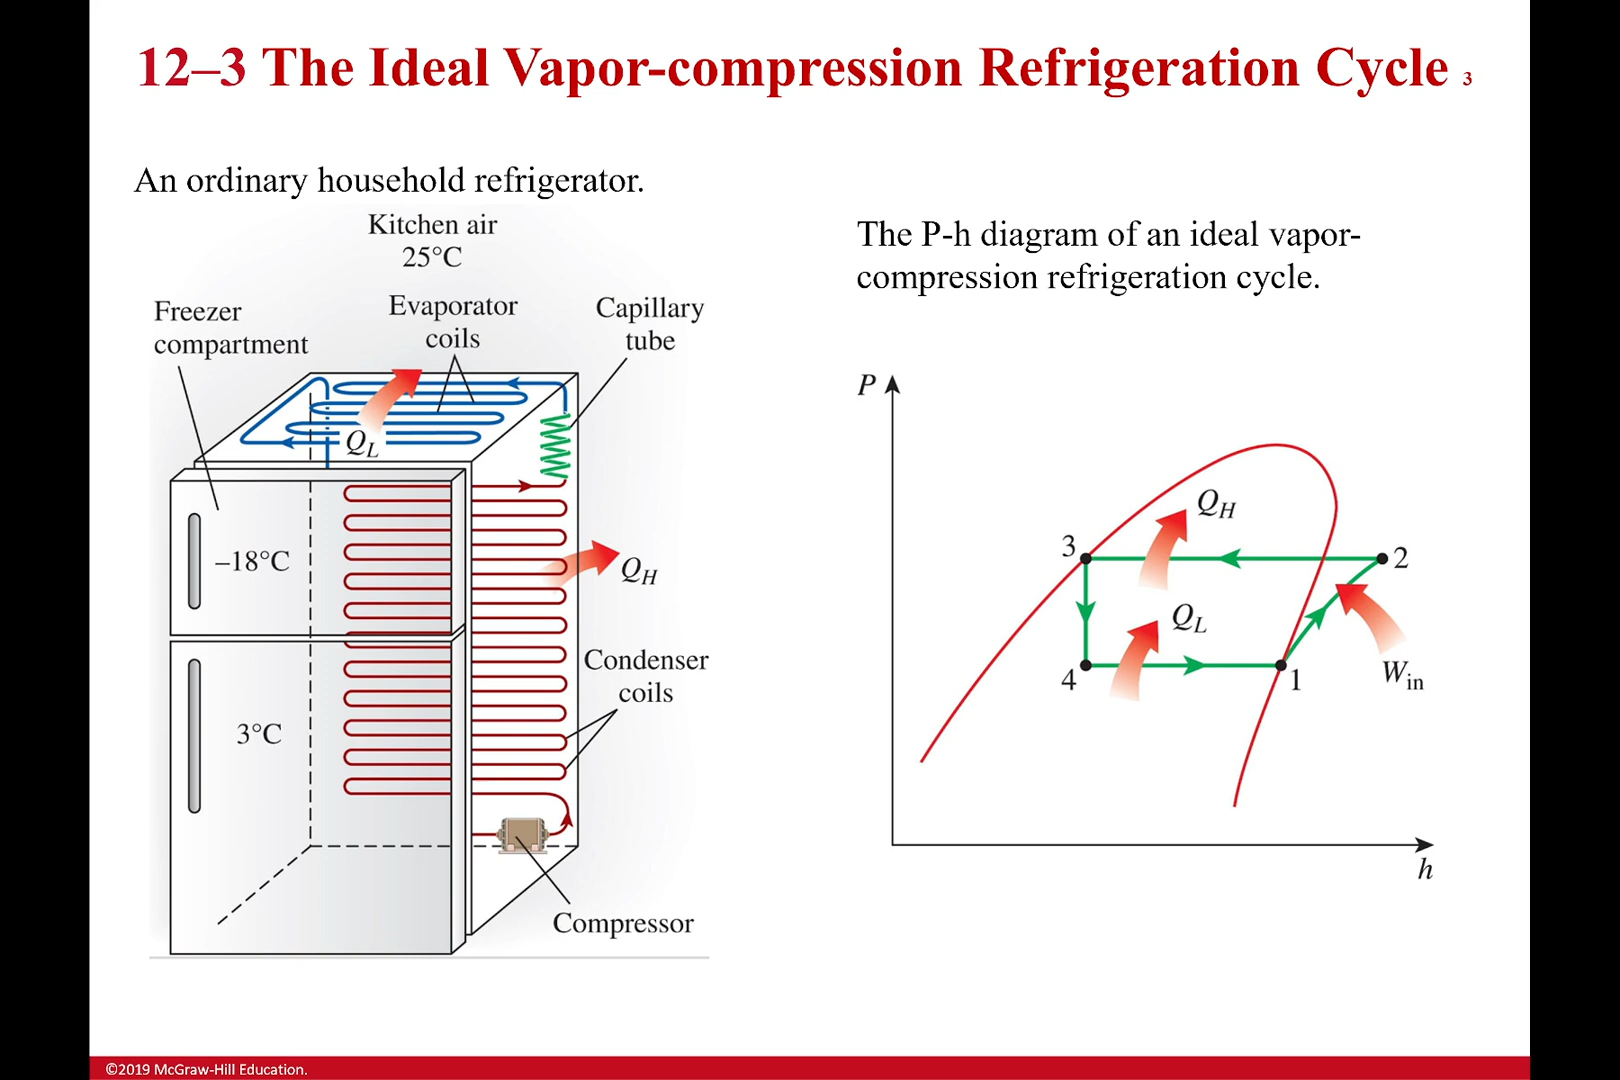 12–3 The Ideal Vapor-compression Refrigeration Cycle 3
An ordinary household refrigerator.
Kitchen air
25°C
Freezer
compartment
Evaporator
coils
Capillary
tube
QL
–18°C
QH
3°C
Condenser
coils
Compressor
The P-h diagram of an ideal vapor-
compression refrigeration cycle.
P
QH
3
2
QL
4
1
Win
h
©2019 McGraw-Hill Education.